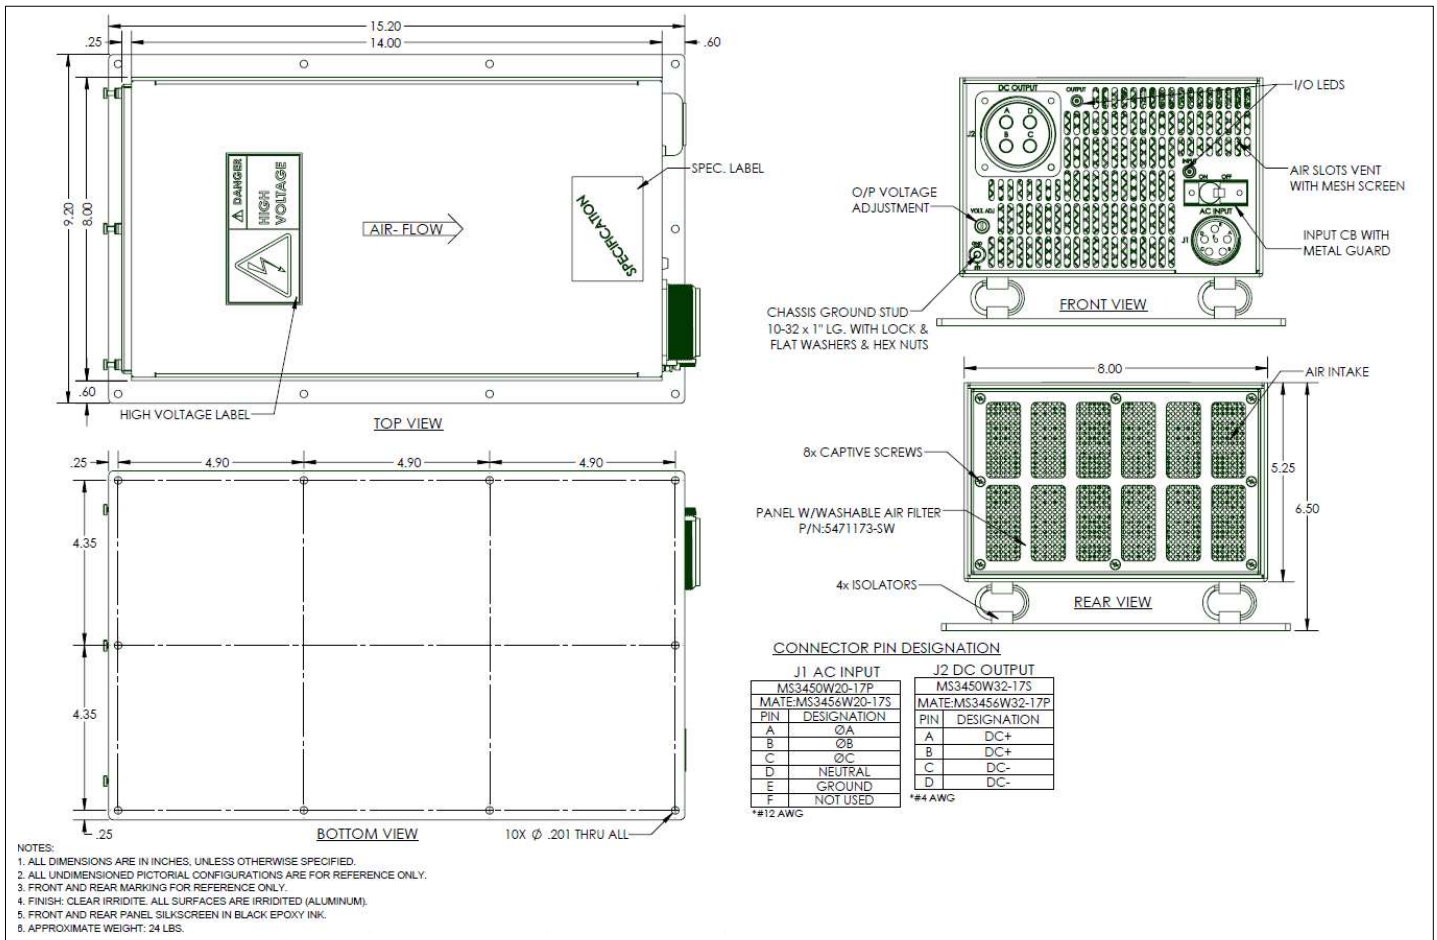 15.20
.25
14.00
.60
9.20
8.00
.60
DANGER
HIGH
VOLTAGE
AIR- FLOW
SPECIFICATION
SPEC. LABEL
HIGH VOLTAGE LABEL
TOP VIEW
DC OUTPUT
OUTPUT
A
D
B
C
J2
INPUT
ON
OFF
AC INPUT
J1
VOLT. ADJ
GND
I/O LEDS
AIR SLOTS VENT
WITH MESH SCREEN
O/P VOLTAGE
ADJUSTMENT
INPUT CB WITH
METAL GUARD
CHASSIS GROUND STUD
10-32 x 1" LG. WITH LOCK &
FLAT WASHERS & HEX NUTS
FRONT VIEW
8.00
AIR INTAKE
8x CAPTIVE SCREWS
5.25
6.50
PANEL W/WASHABLE AIR FILTER
P/N:5471173-SW
4x ISOLATORS
REAR VIEW
.25
4.90
4.90
4.90
4.35
4.35
.25
BOTTOM VIEW
10X Ø .201 THRU ALL
CONNECTOR PIN DESIGNATION
J1 AC INPUT
MS3450W20-17P
MATE:MS3456W20-17S
PIN DESIGNATION
A ØA
B ØB
C ØC
D NEUTRAL
E GROUND
F NOT USED
*#12 AWG
J2 DC OUTPUT
MS3450W32-17S
MATE:MS3456W32-17P
PIN DESIGNATION
A DC+
B DC+
C DC-
D DC-
*#4 AWG
NOTES:
1. ALL DIMENSIONS ARE IN INCHES, UNLESS OTHERWISE SPECIFIED.
2. ALL UNDIMENSIONED PICTORIAL CONFIGURATIONS ARE FOR REFERENCE ONLY.
3. FRONT AND REAR MARKING FOR REFERENCE ONLY.
4. FINISH: CLEAR IRRIDITE. ALL SURFACES ARE IRRIDITED (ALUMINUM).
5. FRONT AND REAR PANEL SILKSCREEN IN BLACK EPOXY INK.
6. APPROXIMATE WEIGHT: 24 LBS.